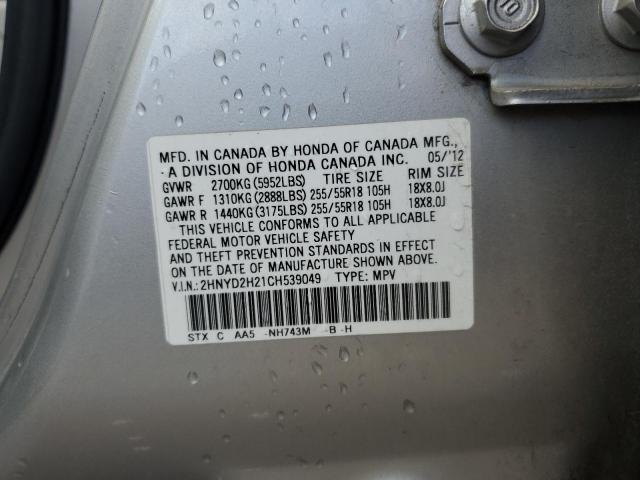 10
MFD. IN CANADA BY HONDA OF CANADA MFG.,
A DIVISION OF HONDA CANADA INC. 05/'12
GVWR 2700KG(5952LBS) TIRE SIZE RIM SIZE
GAWR F 1310KG(2888LBS) 255/55R18 105H 18X8.0J
GAWR R 1440KG(3175LBS) 255/55R18 105H 18X8.0J
THIS VEHICLE CONFORMS TO ALL APPLICABLE
FEDERAL MOTOR VEHICLE SAFETY
AND THEFT PREVENTION STANDARDS IN EFFECT
ON THE DATE OF MANUFACTURE SHOWN ABOVE.
V.I.N.: 2HNYD2H21CH539049 TYPE: MPV
STX C AA5 -NH743M -B -H